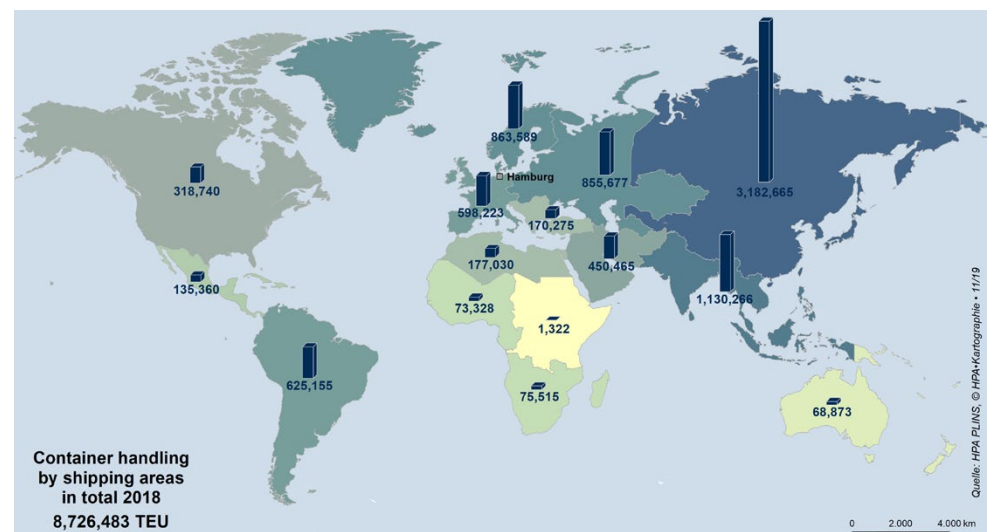 863,589
318,740
Hamburg
855,677
3,182,665
598,223
170,275
177,030
450,465
135,360
73,328
1,130,266
1,322
625,155
75,515
68,873
Container handling
by shipping areas
in total 2018
8,726,483 TEU
0 2.000 4.000 km
Quelle: HPA PLINS, © HPA•Kartographie • 11/19